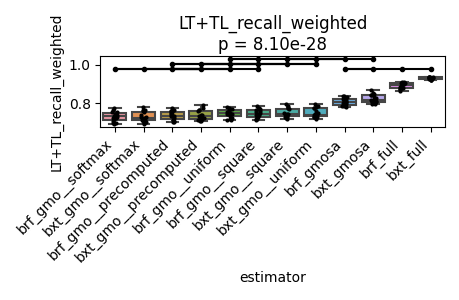 LT+TL_recall_weighted
p = 8.10e-28
LT+TL_recall_weighted
1.0
0.8
brf_gmo__softmax
bxt_gmo__softmax
brf_gmo__precomputed
bxt_gmo__precomputed
brf_gmo__uniform
brf_gmo__square
bxt_gmo__square
bxt_gmo__uniform
brf_gmosa
bxt_gmosa
brf_full
bxt_full
estimator